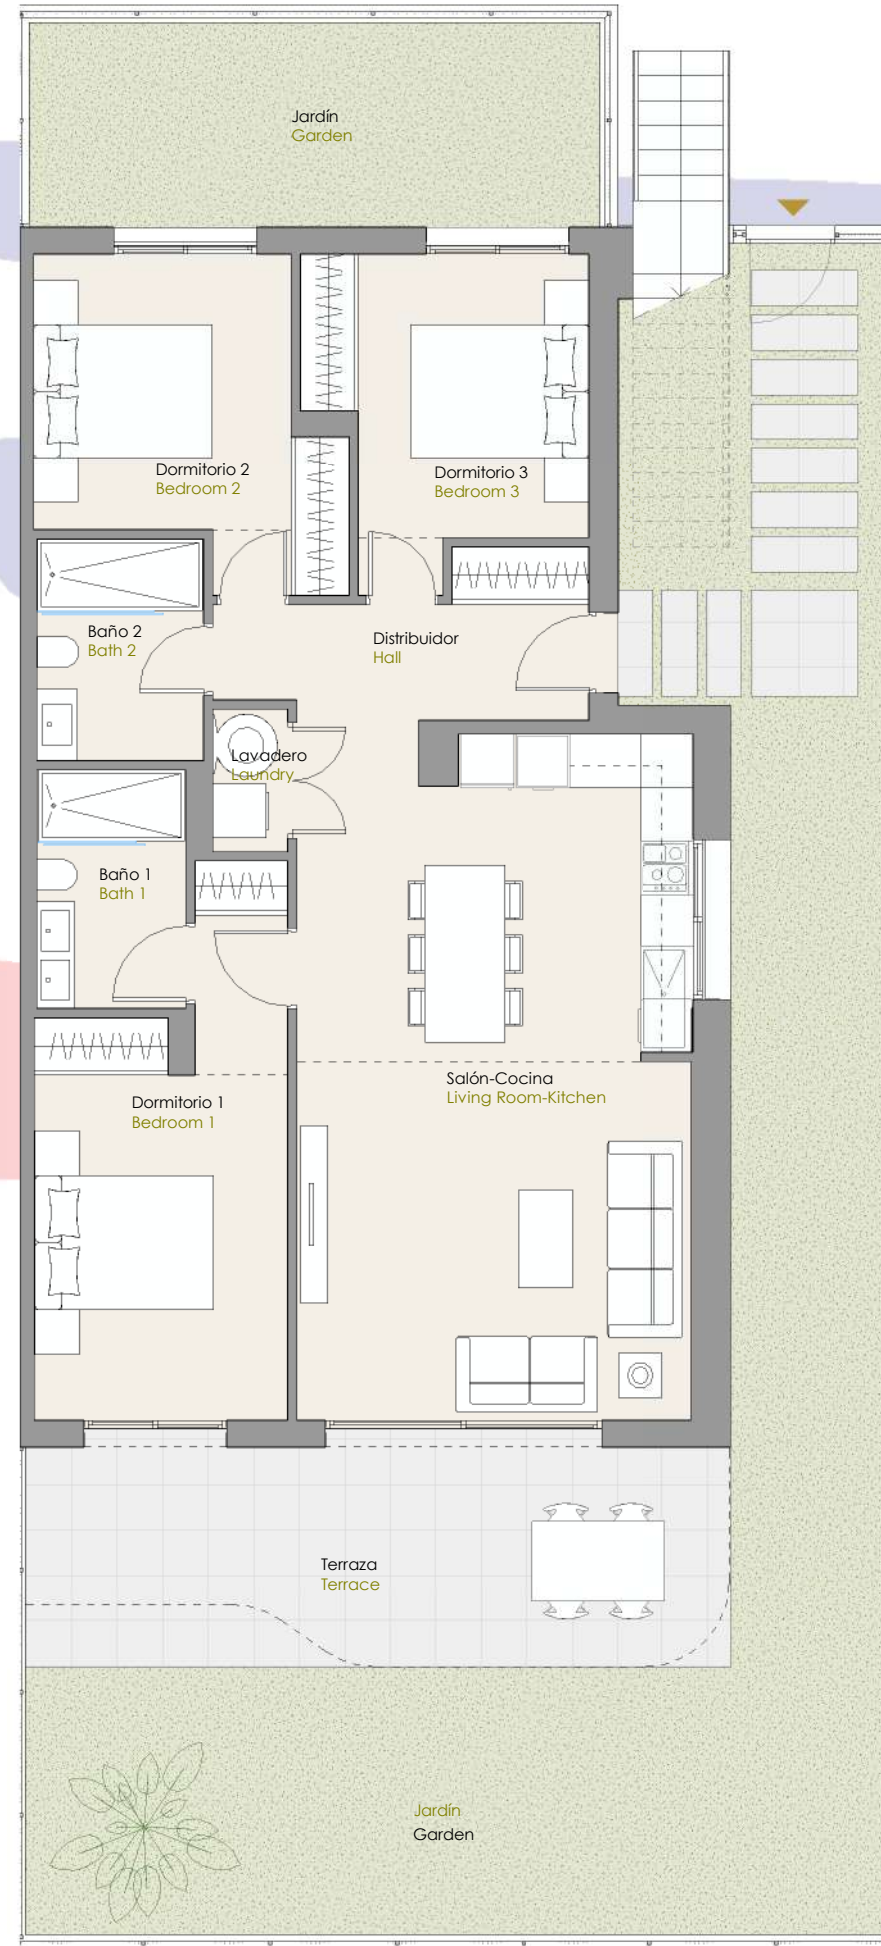 Jardín
Garden
Dormitorio 2
Bedroom 2
Dormitorio 3
Bedroom 3
Baño 2
Bath 2
Distribuidor
Hall
Lavadero
Laundry
Baño 1
Bath 1
Salón-Cocina
Living Room-Kitchen
Dormitorio 1
Bedroom 1
Terraza
Terrace
Jardín
Garden